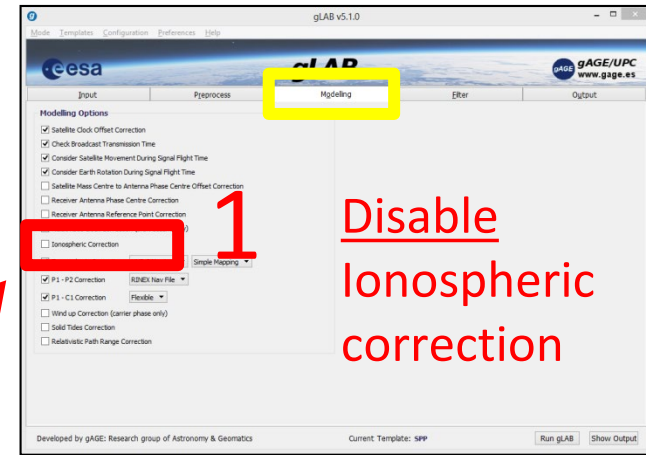 gLAB v5.1.0
Mode Templates Configuration Preferences Help
esa
gLAB
gAGE gAGE/UPC
www.gage.es
Input Preprocess Modeling Filter Output
Modelling Options
Satellite Clock Offset Correction
Check Broadcast Transmission Time
Consider Satellite Movement During Signal Flight Time
Consider Earth Rotation During Signal Flight Time
Satellite Mass Centre to Antenna Phase Centre Offset Correction
Receiver Antenna Phase Centre Correction
Receiver Antenna Reference Point Correction
Ionospheric Correction
Simple Mapping
P1 - P2 Correction RINEX Nav File
P1 - C1 Correction Flexible
Wind up Correction (carrier phase only)
Solid Tides Correction
Relativistic Path Range Correction
1
Disable
Ionospheric
correction
Developed by gAGE: Research group of Astronomy & Geomatics Current Template: SPP Run gLAB Show Output